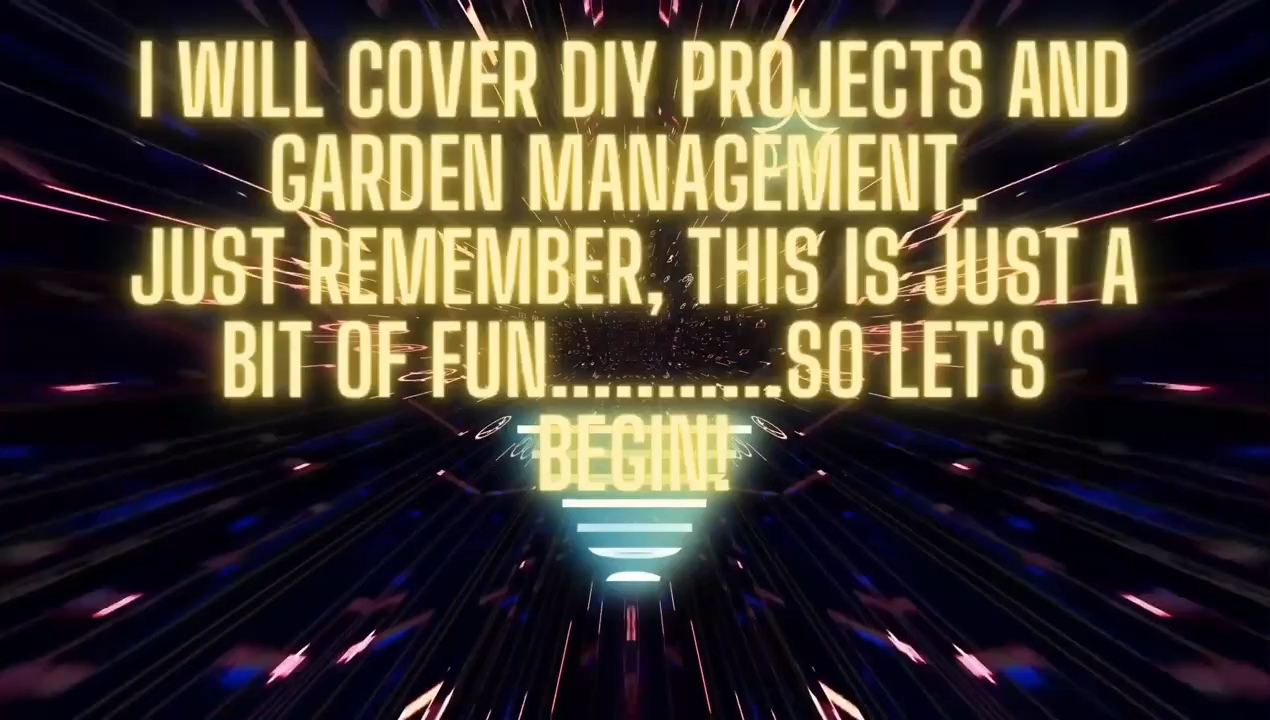 I WILL COVER DIY PROJECTS AND
GARDEN MANAGEMENT.
JUST REMEMBER, THIS IS JUST A
BIT OF FUN...........SO LET'S
BEGIN!